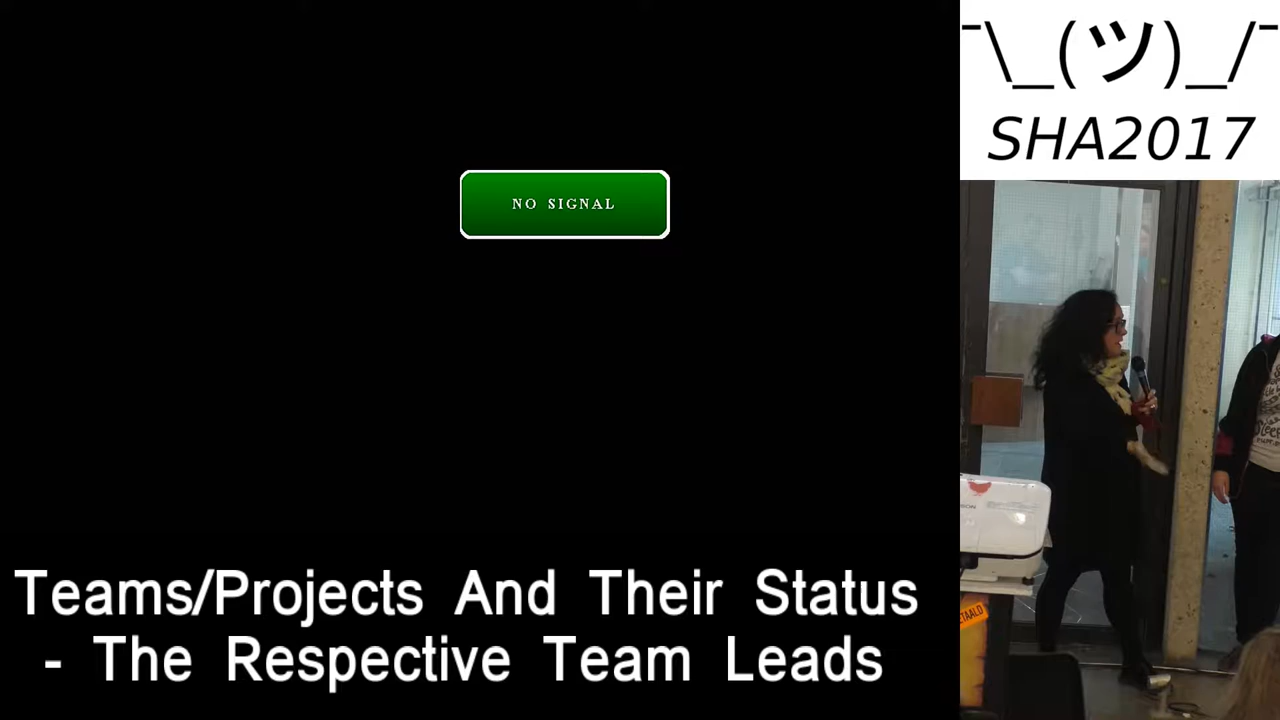 ¯\_(ツ)_/¯
SHA2017
NO SIGNAL
Teams/Projects And Their Status
- The Respective Team Leads